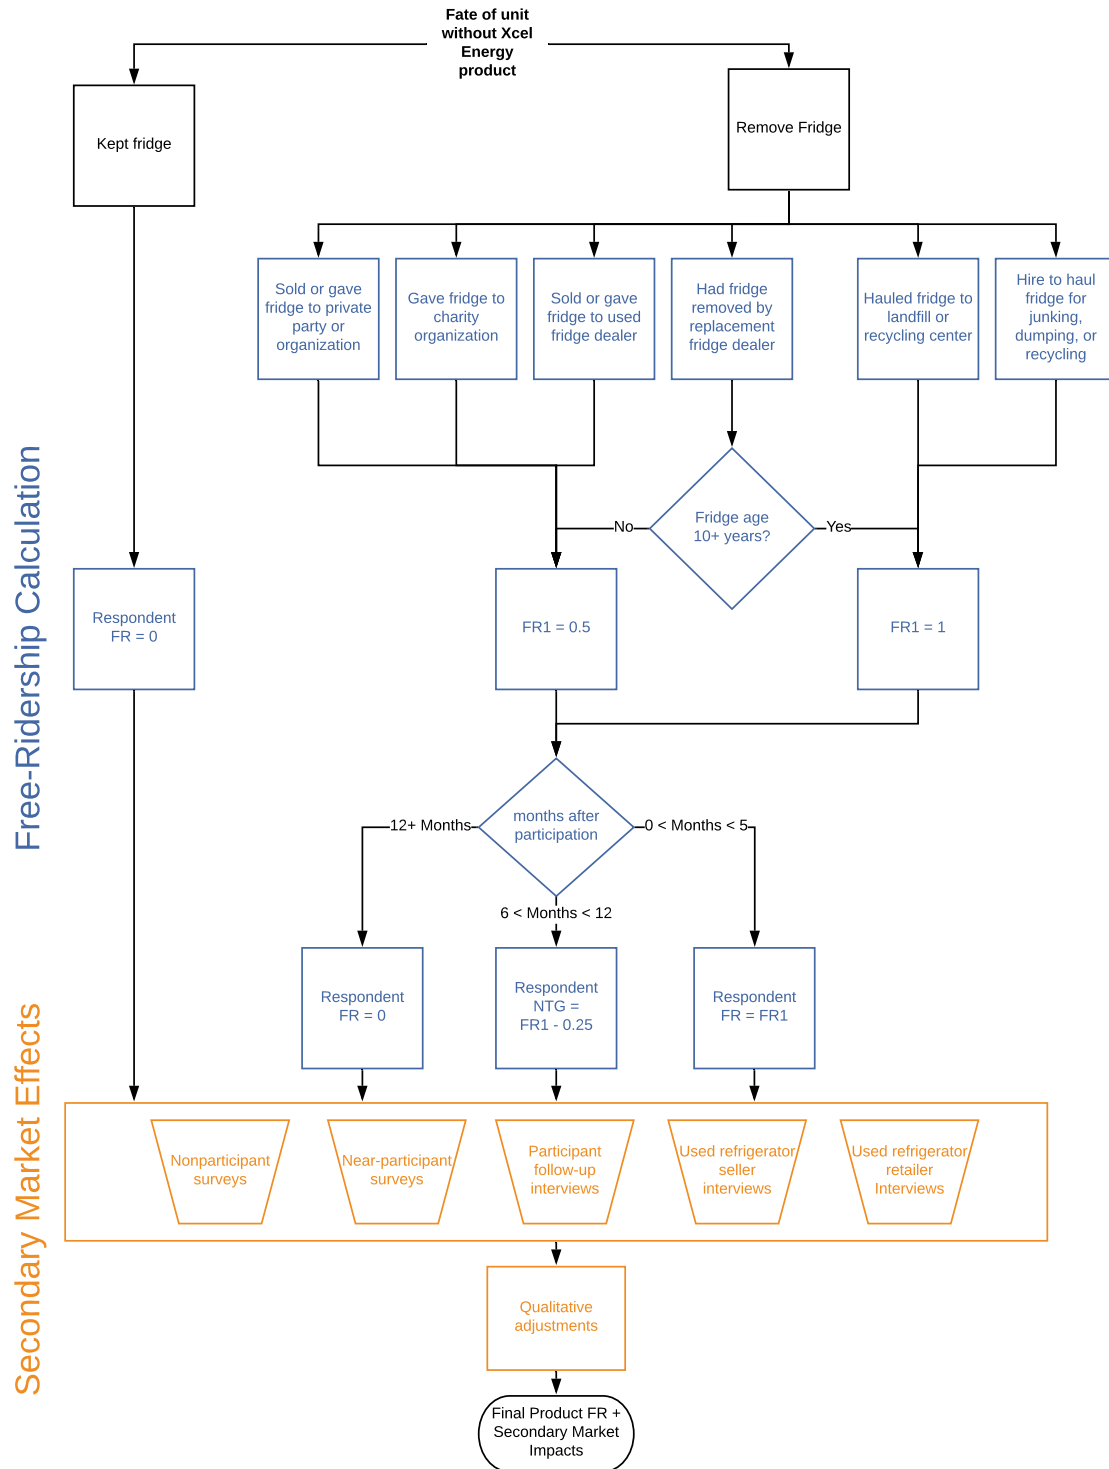 Fate of unit
without Xcel
Energy
product
Kept fridge
Remove Fridge
Sold or gave
fridge to private
party or
organization
Gave fridge to
charity
organization
Sold or gave
fridge to used
fridge dealer
Had fridge
removed by
replacement
fridge dealer
Hauled fridge to
landfill or
recycling center
Hire to haul
fridge for
junking,
dumping, or
recycling
Free-Ridership Calculation
Fridge age
10+ years?
No
Yes
Respondent
FR = 0
FR1 = 0.5
FR1 = 1
months after
participation
12+ Months
0 < Months < 5
6 < Months < 12
Respondent
FR = 0
Respondent
NTG =
FR1 - 0.25
Respondent
FR = FR1
Secondary Market Effects
Nonparticipant
surveys
Near-participant
surveys
Participant
follow-up
interviews
Used refrigerator
seller
interviews
Used refrigerator
retailer
Interviews
Qualitative
adjustments
Final Product FR +
Secondary Market
Impacts